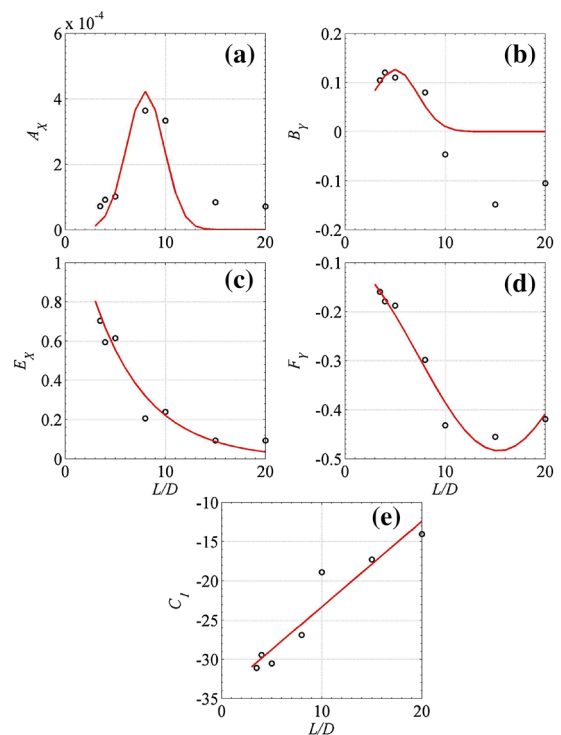 x 10⁻⁴
(a)
6
4
2
0
A_X
0 10 20
(b)
0.2
0.1
0
-0.1
-0.2
B_Y
0 10 20
(c)
1
0.8
0.6
0.4
0.2
0
E_X
0 10 20
L/D
(d)
-0.1
-0.2
-0.3
-0.4
-0.5
F_Y
0 10 20
L/D
(e)
-10
-15
-20
-25
-30
-35
C_I
0 10 20
L/D